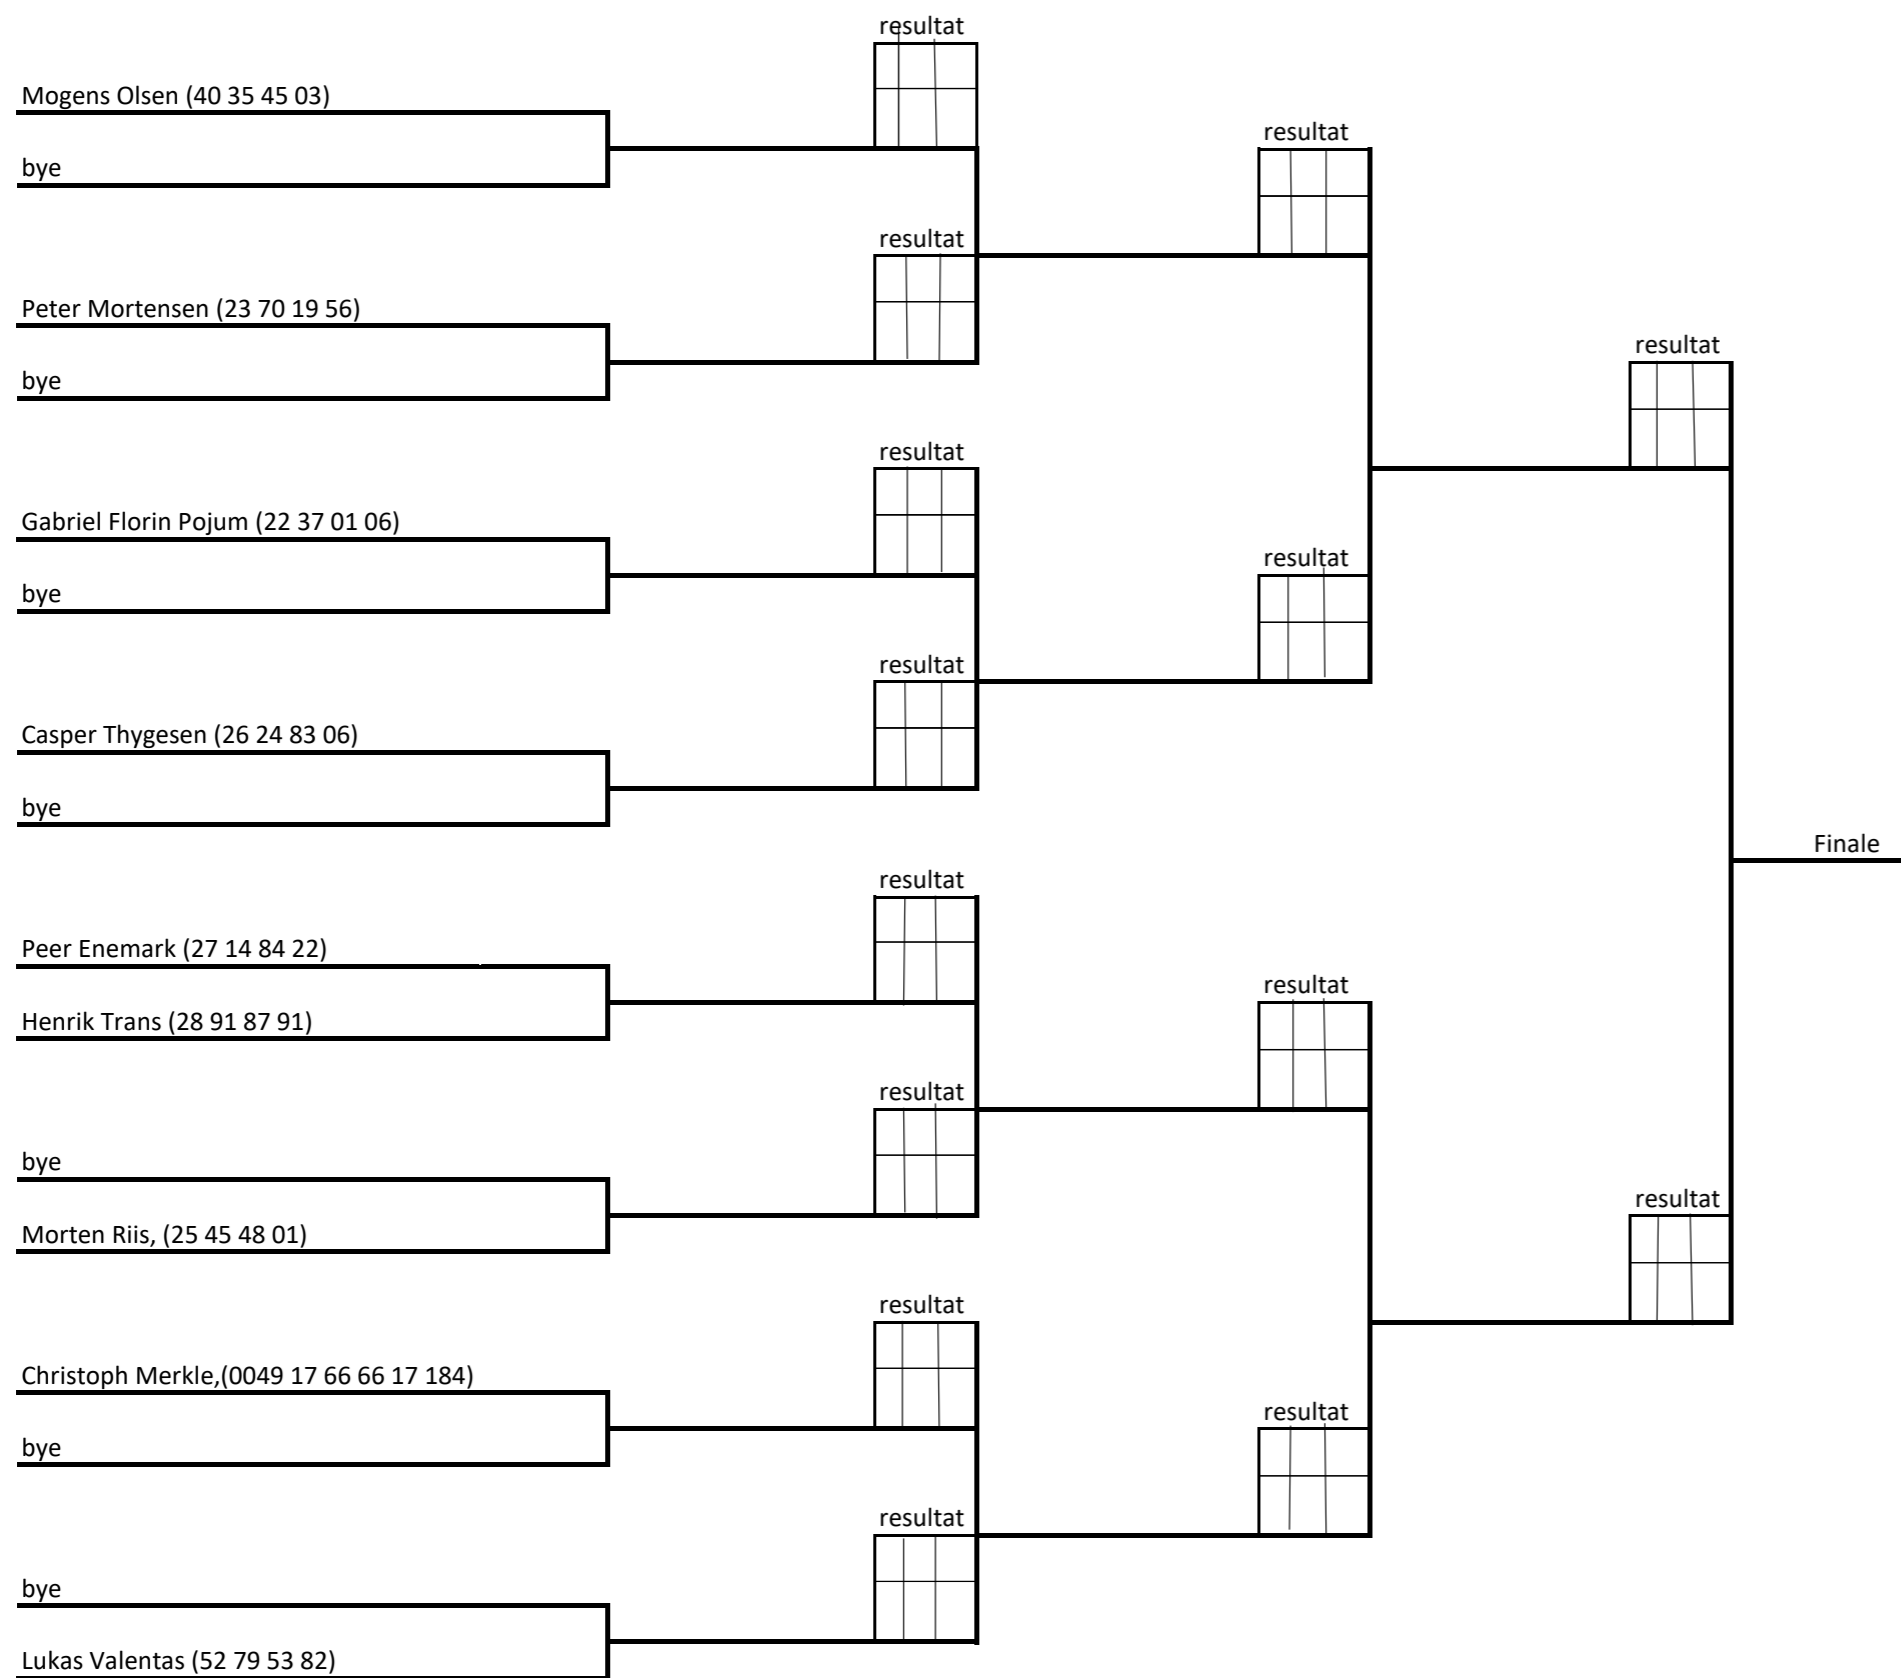 resultat
Mogens Olsen (40 35 45 03)
resultat
bye
resultat
Peter Mortensen (23 70 19 56)
resultat
bye
resultat
Gabriel Florin Pojum (22 37 01 06)
resultat
bye
resultat
Casper Thygesen (26 24 83 06)
bye
Finale
resultat
Peer Enemark (27 14 84 22)
resultat
Henrik Trans (28 91 87 91)
resultat
bye
resultat
Morten Riis, (25 45 48 01)
resultat
Christoph Merkle,(0049 17 66 66 17 184)
resultat
bye
resultat
bye
Lukas Valentas (52 79 53 82)